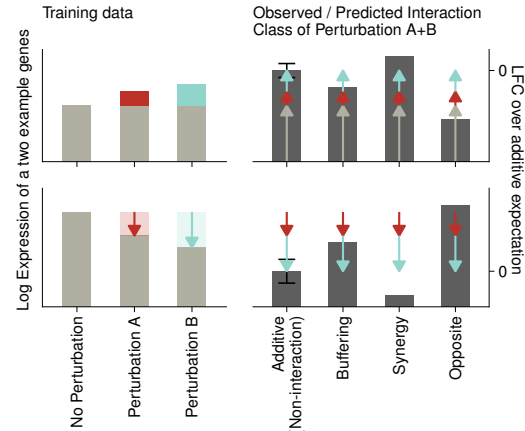 Training data
Observed / Predicted Interaction
Class of Perturbation A+B
Log Expression of a two example genes
0
0
LFC over additive expectation
No Perturbation
Perturbation A
Perturbation B
Additive
(Non-interaction)
Buffering
Synergy
Opposite